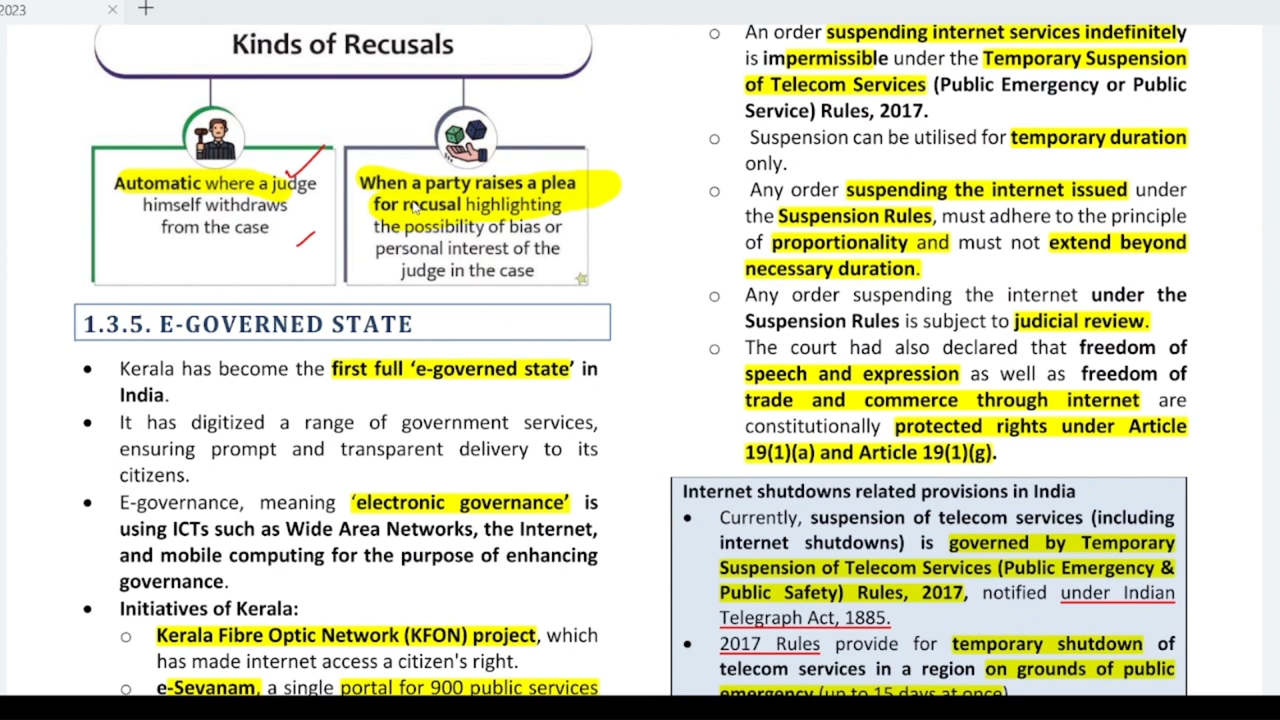 2023
Kinds of Recusals
Automatic where a judge
himself withdraws
from the case
When a party raises a plea
for recusal highlighting
the possibility of bias or
personal interest of the
judge in the case
1.3.5. E-GOVERNED STATE
• Kerala has become the first full ‘e-governed state’ in
India.
• It has digitized a range of government services,
ensuring prompt and transparent delivery to its
citizens.
• E-governance, meaning ‘electronic governance’ is
using ICTs such as Wide Area Networks, the Internet,
and mobile computing for the purpose of enhancing
governance.
• Initiatives of Kerala:
o Kerala Fibre Optic Network (KFON) project, which
has made internet access a citizen's right.
o e-Sevanam, a single portal for 900 public services
o An order suspending internet services indefinitely
is impermissible under the Temporary Suspension
of Telecom Services (Public Emergency or Public
Service) Rules, 2017.
o Suspension can be utilised for temporary duration
only.
o Any order suspending the internet issued under
the Suspension Rules, must adhere to the principle
of proportionality and must not extend beyond
necessary duration.
o Any order suspending the internet under the
Suspension Rules is subject to judicial review.
o The court had also declared that freedom of
speech and expression as well as freedom of
trade and commerce through internet are
constitutionally protected rights under Article
19(1)(a) and Article 19(1)(g).
Internet shutdowns related provisions in India
• Currently, suspension of telecom services (including
internet shutdowns) is governed by Temporary
Suspension of Telecom Services (Public Emergency &
Public Safety) Rules, 2017, notified under Indian
Telegraph Act, 1885.
• 2017 Rules provide for temporary shutdown of
telecom services in a region on grounds of public
emergency (up to 15 days at once)